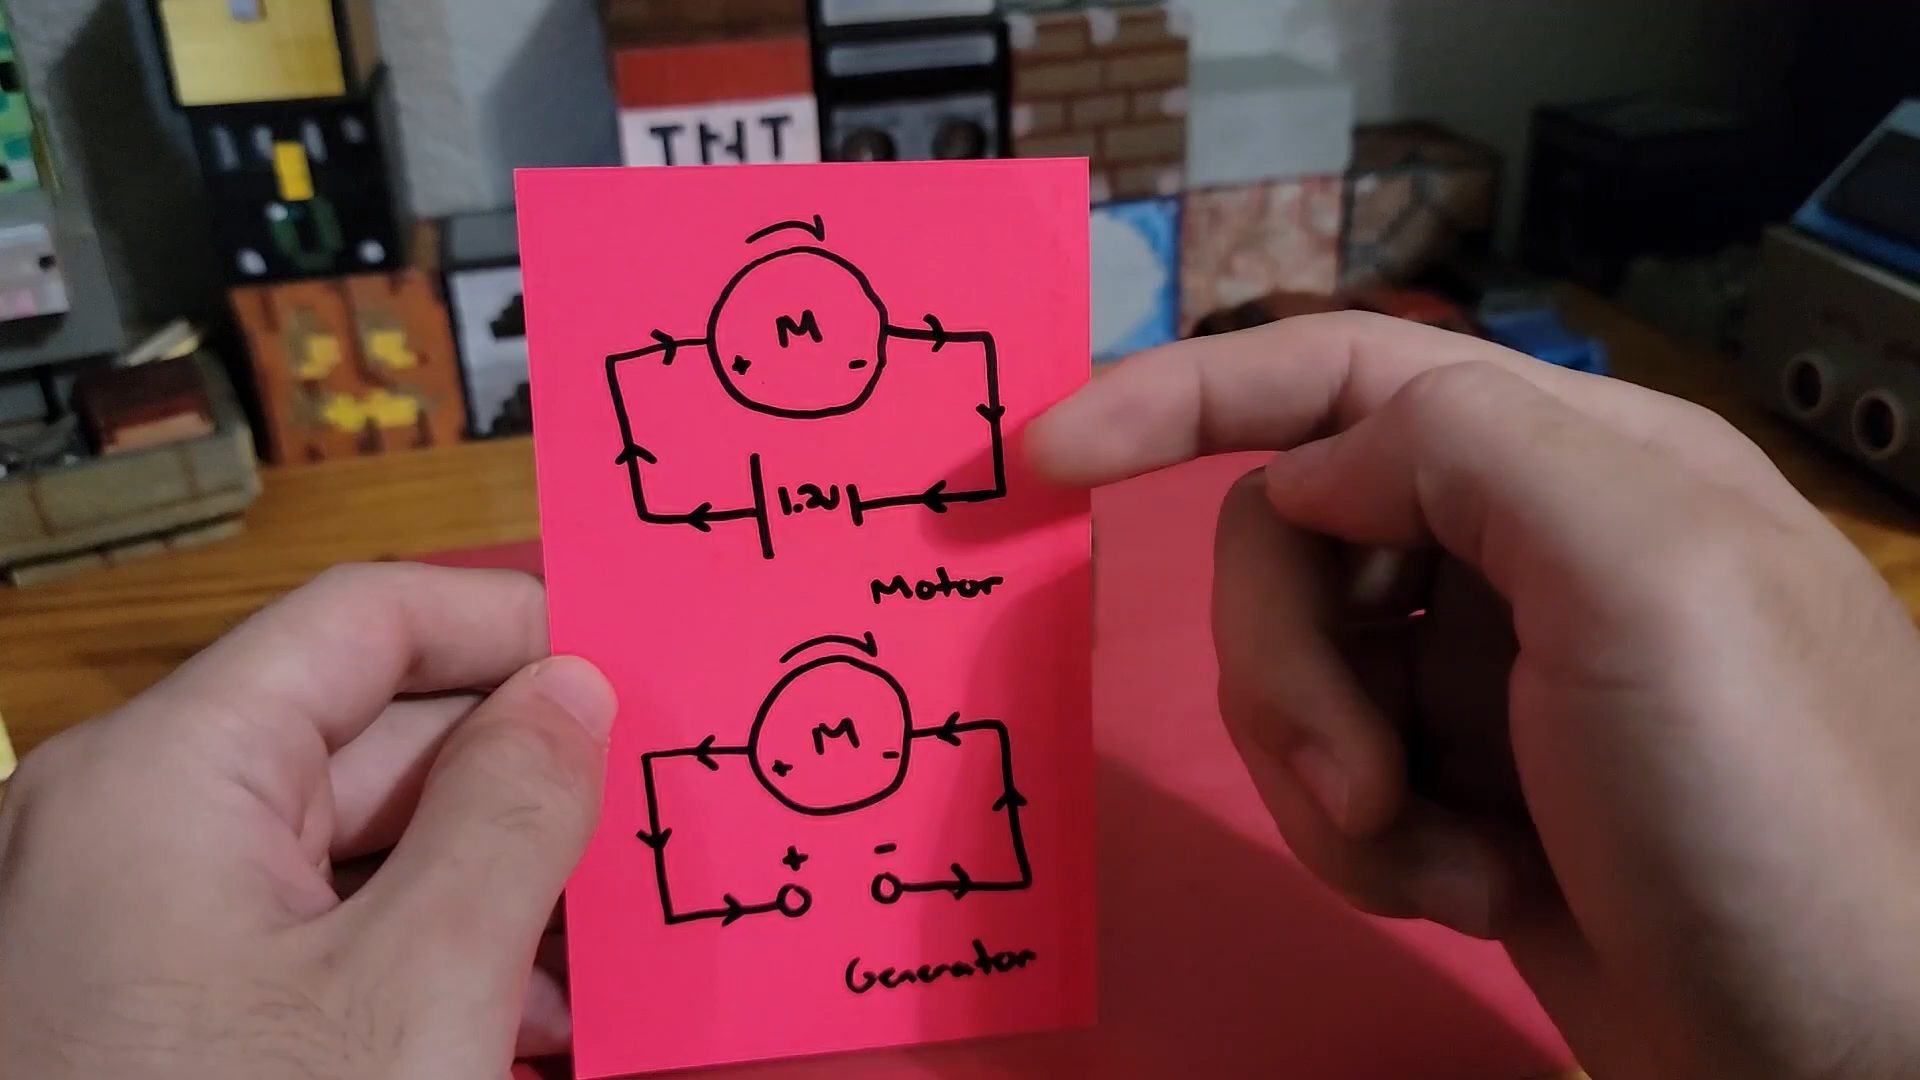 TNT
M
+ -
1.2V
Motor
M
+ -
+ -
Generator